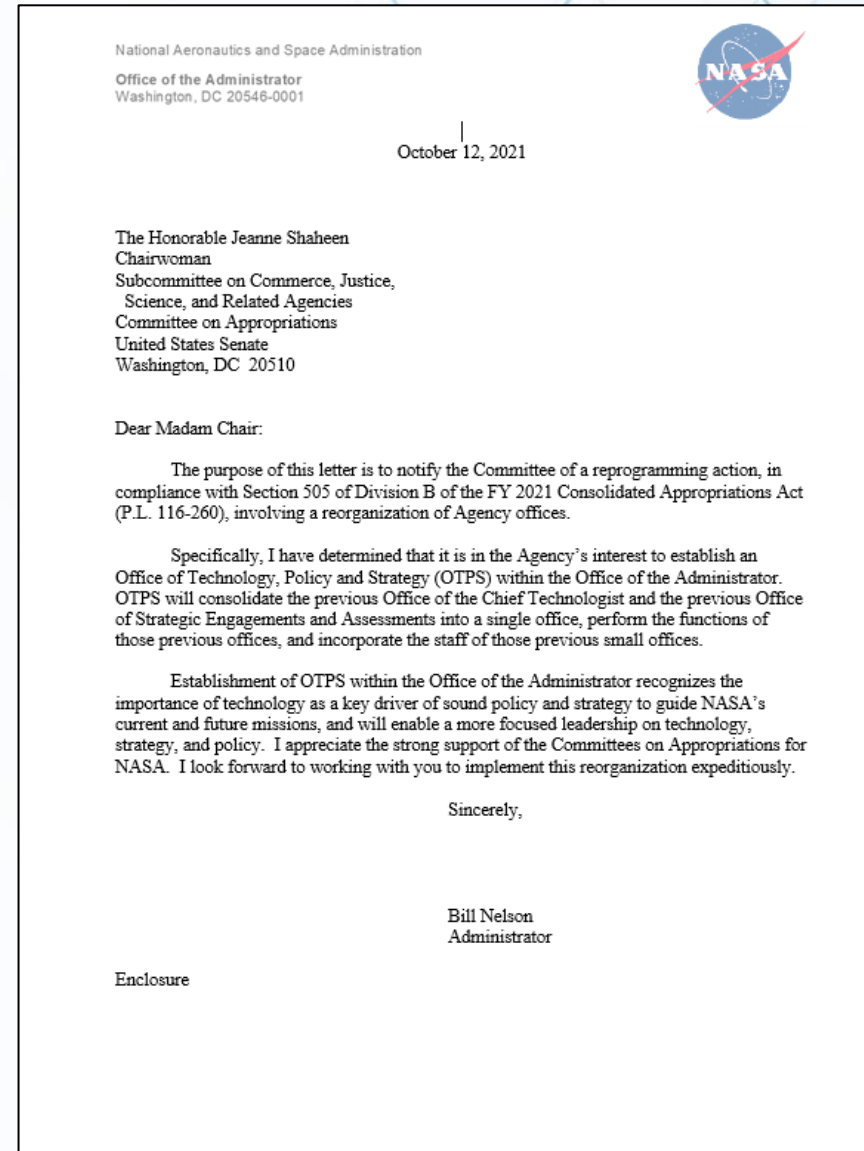 National Aeronautics and Space Administration
Office of the Administrator
Washington, DC 20546-0001
NASA
October 12, 2021
The Honorable Jeanne Shaheen
Chairwoman
Subcommittee on Commerce, Justice,
Science, and Related Agencies
Committee on Appropriations
United States Senate
Washington, DC  20510
Dear Madam Chair:
The purpose of this letter is to notify the Committee of a reprogramming action, in
compliance with Section 505 of Division B of the FY 2021 Consolidated Appropriations Act
(P.L. 116-260), involving a reorganization of Agency offices.
Specifically, I have determined that it is in the Agency’s interest to establish an
Office of Technology, Policy and Strategy (OTPS) within the Office of the Administrator.
OTPS will consolidate the previous Office of the Chief Technologist and the previous Office
of Strategic Engagements and Assessments into a single office, perform the functions of
those previous offices, and incorporate the staff of those previous small offices.
Establishment of OTPS within the Office of the Administrator recognizes the
importance of technology as a key driver of sound policy and strategy to guide NASA’s
current and future missions, and will enable a more focused leadership on technology,
strategy, and policy.  I appreciate the strong support of the Committees on Appropriations for
NASA.  I look forward to working with you to implement this reorganization expeditiously.
Sincerely,
Bill Nelson
Administrator
Enclosure